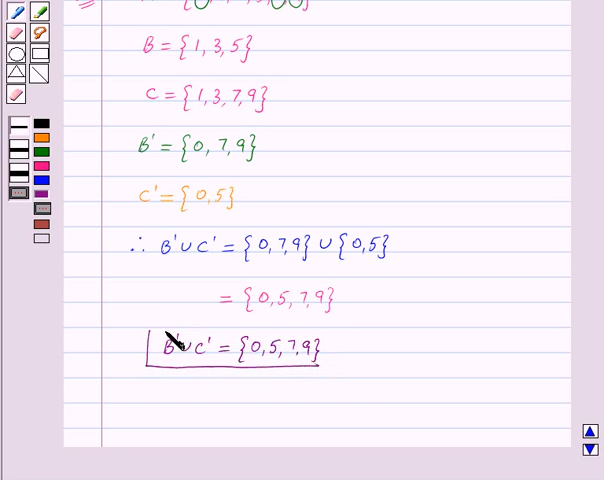 B = {1, 3, 5}
C = {1, 3, 7, 9}
B' = {0, 7, 9}
C' = {0, 5}
∴ B' ∪ C' = {0, 7, 9} ∪ {0, 5}
= {0, 5, 7, 9}
B' ∪ C' = {0, 5, 7, 9}